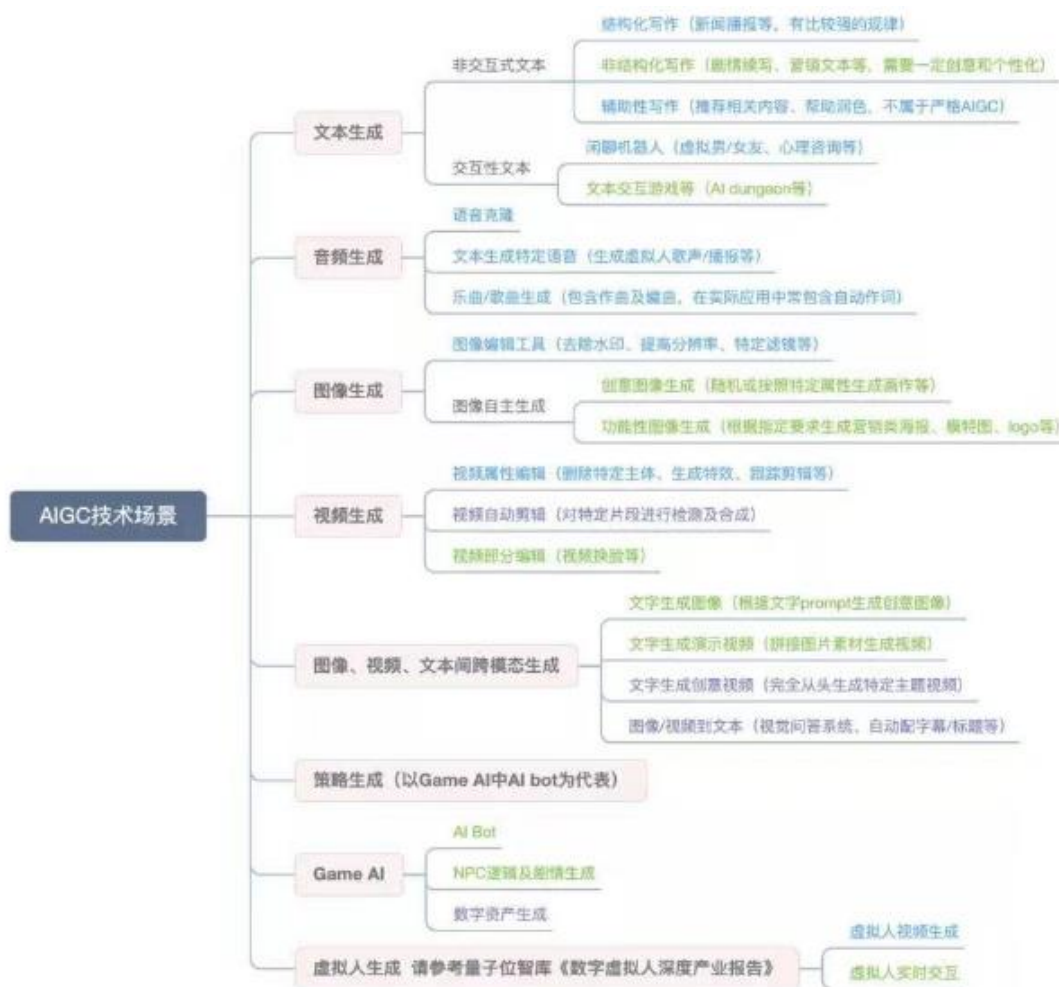 AIGC技术场景
文本生成
非交互式文本
结构化写作（新闻播报等，有比较强的规律）
非结构化写作（剧情续写、营销文本等，需要一定创意和个性化）
辅助性写作（推荐相关内容、帮助润色，不属于严格AIGC）
交互性文本
闲聊机器人（虚拟男/女友、心理咨询等）
文本交互游戏等（AI dungaon等）
音频生成
语音克隆
文本生成特定语音（生成虚拟人歌声/播报等）
乐曲/歌曲生成（包含作曲及编曲，在实际应用中常包含自动作词）
图像生成
图像编辑工具（去除水印、提高分辨率、特定滤镜等）
图像自主生成
创意图像生成（随机或按照特定属性生成画作等）
功能性图像生成（根据指定要求生成营销类海报、模特图、logo等）
视频生成
视频属性编辑（删除特定主体、生成特效、跟踪剪辑等）
视频自动剪辑（对特定片段进行检测及合成）
视频部分编辑（视频换脸等）
图像、视频、文本间跨模态生成
文字生成图像（根据文字prompt生成创意图像）
文字生成演示视频（拼接图片素材生成视频）
文字生成创意视频（完全从头生成特定主题视频）
图像/视频到文本（视觉问答系统、自动配字幕/标题等）
策略生成（以Game AI中AI bot为代表）
Game AI
AI Bot
NPC逻辑及剧情生成
数字资产生成
虚拟人生成 请参考量子位智库《数字虚拟人深度产业报告》
虚拟人视频生成
虚拟人实时交互